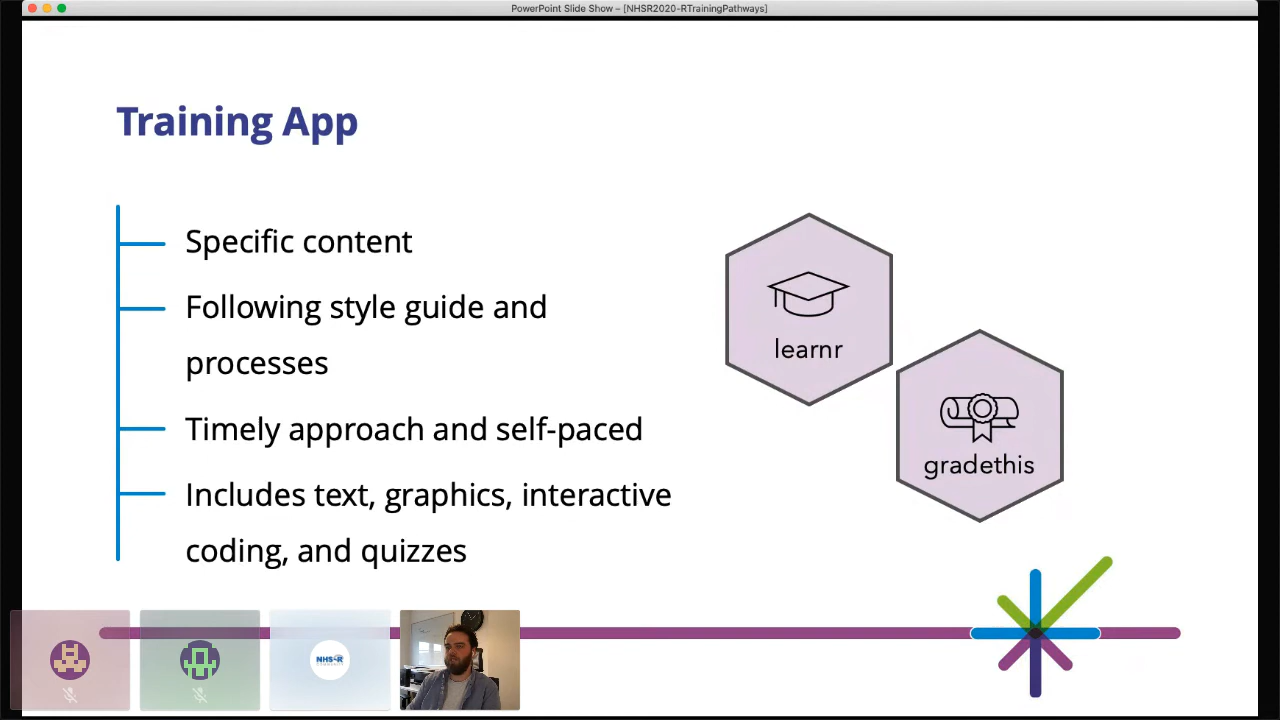 PowerPoint Slide Show – [NHSR2020-RTrainingPathways]
Training App
Specific content
Following style guide and
processes
Timely approach and self-paced
Includes text, graphics, interactive
coding, and quizzes
learnr
gradethis
NHS-R